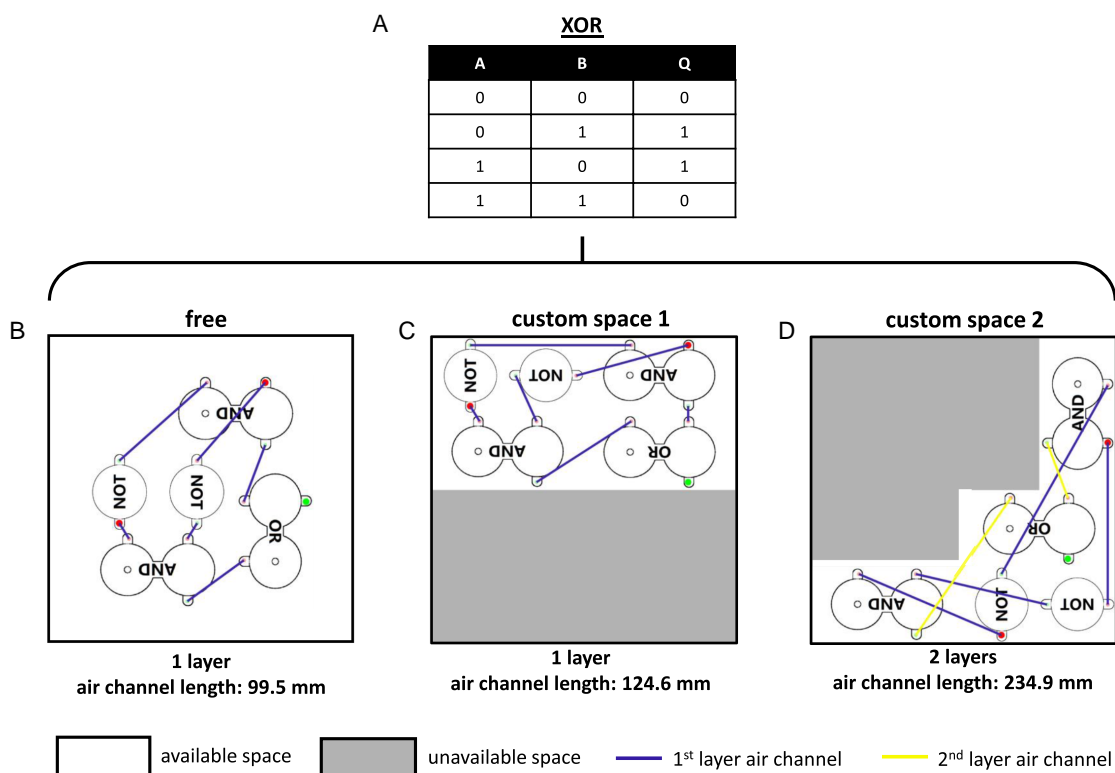 A
XOR
A B Q
0 0 0
0 1 1
1 0 1
1 1 0
B
free
C
custom space 1
D
custom space 2
AND
NOT
NOT
OR
AND
1 layer
air channel length: 99.5 mm
NOT
NOT
AND
AND
OR
1 layer
air channel length: 124.6 mm
AND
OR
AND
NOT
NOT
2 layers
air channel length: 234.9 mm
available space
unavailable space
1st layer air channel
2nd layer air channel